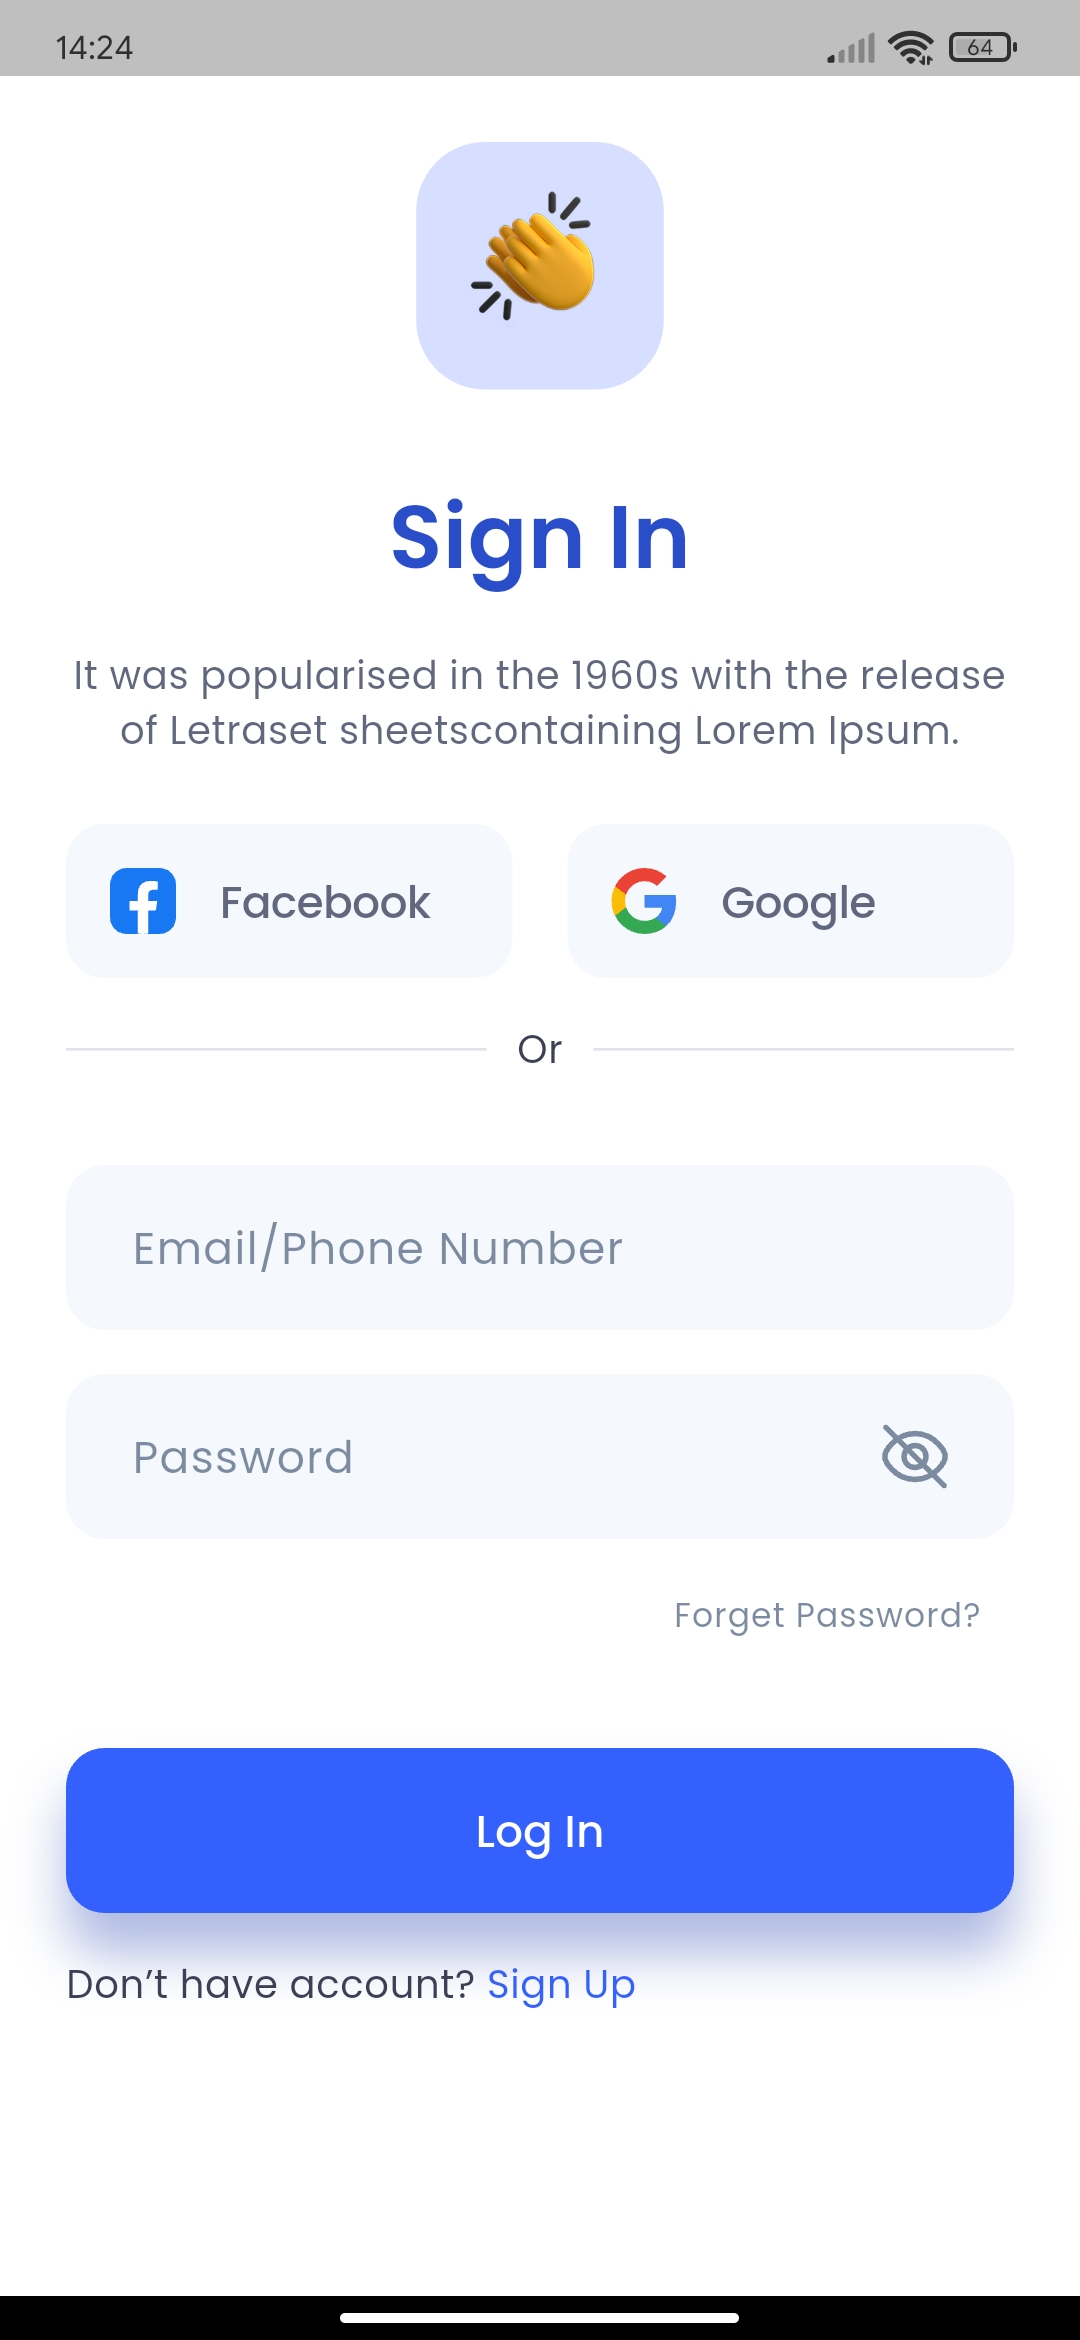 14:24
64
Sign In
It was popularised in the 1960s with the release
of Letraset sheetscontaining Lorem Ipsum.
Facebook
Google
Or
Email/Phone Number
Password
Forget Password?
Log In
Don’t have account? Sign Up